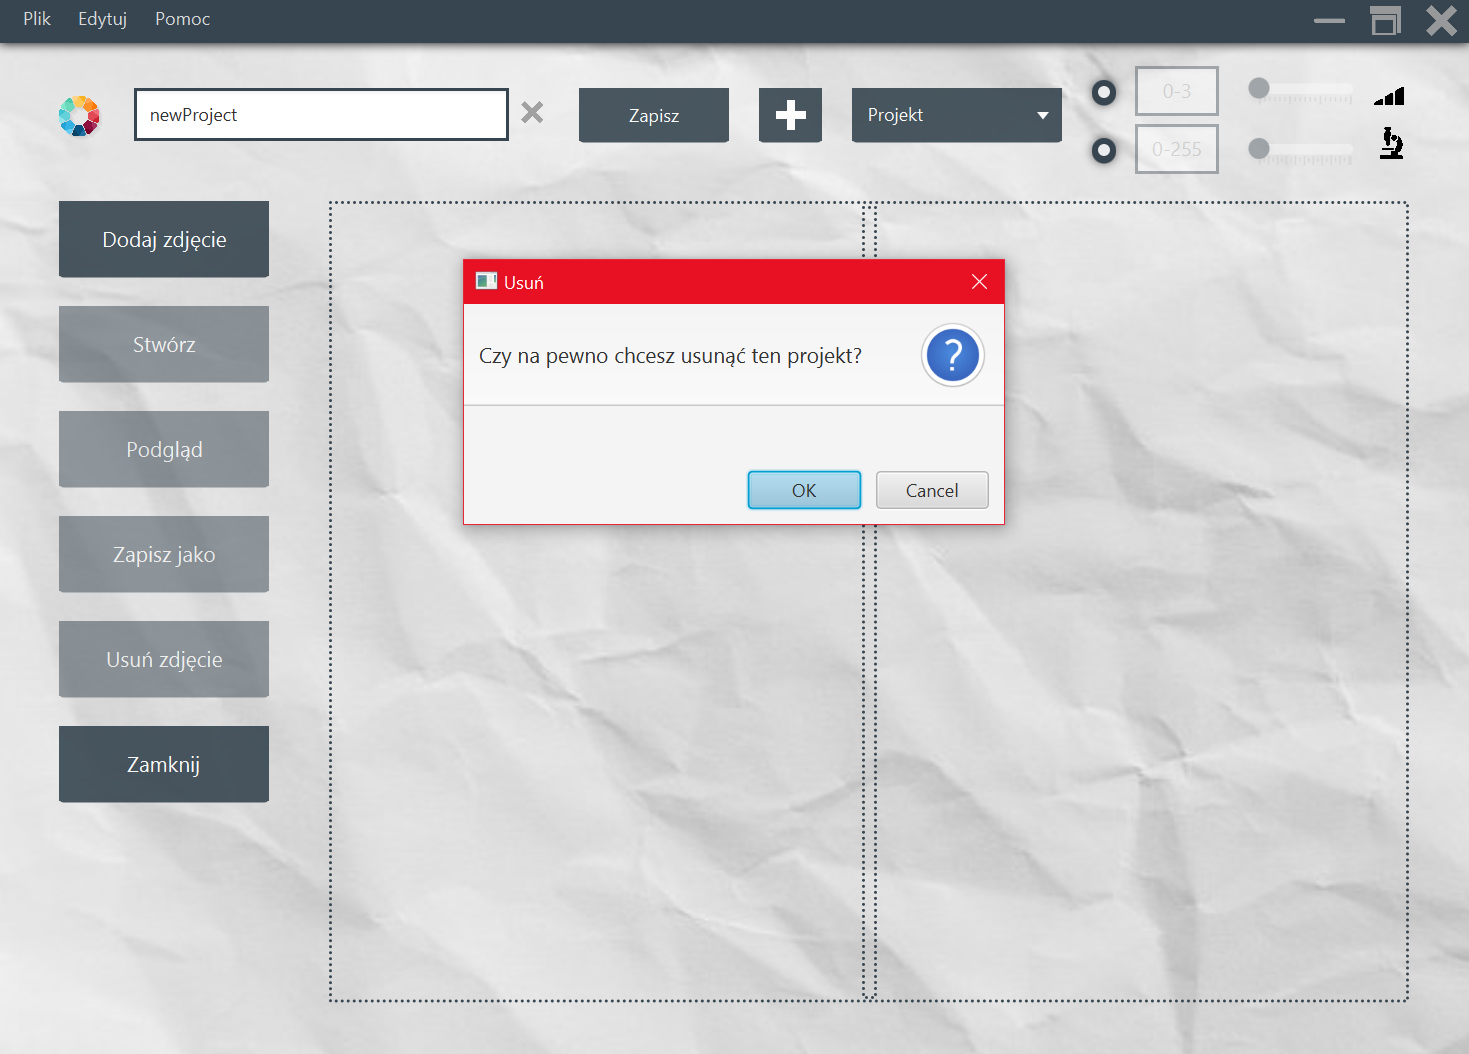 Plik Edytuj Pomoc
newProject
Zapisz
Projekt
0-3
0-255
Dodaj zdjęcie
Stwórz
Podgląd
Zapisz jako
Usuń zdjęcie
Zamknij
Usuń
Czy na pewno chcesz usunąć ten projekt?
?
OK Cancel